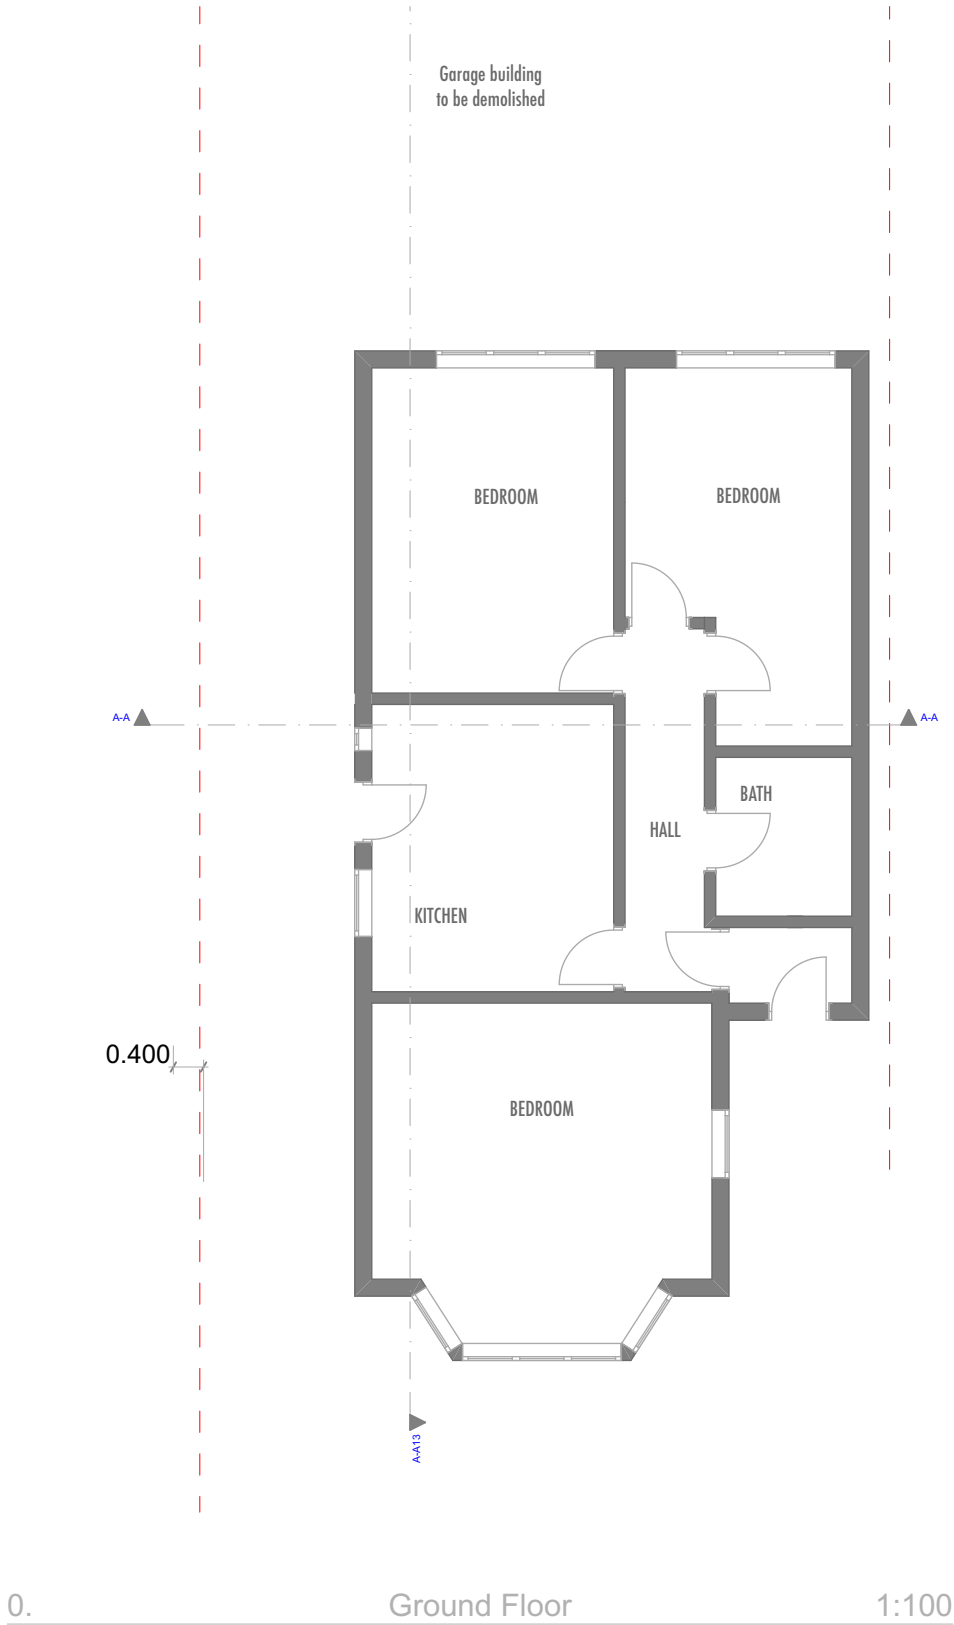 Garage building
to be demolished
BEDROOM
BEDROOM
A-A
A-A
BATH
HALL
KITCHEN
0.400
BEDROOM
A-A13
0.
Ground Floor
1:100